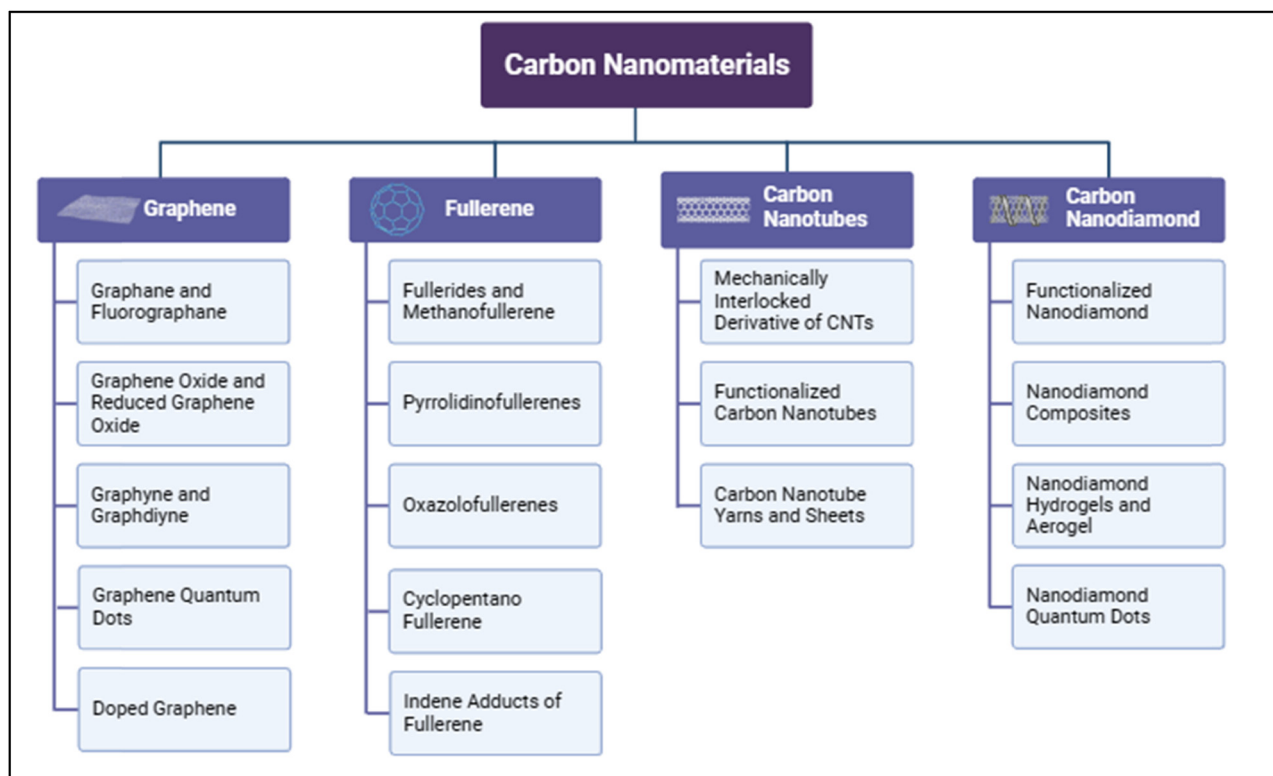 Carbon Nanomaterials
Graphene
Graphane and
Fluorographane
Graphene Oxide and
Reduced Graphene
Oxide
Graphyne and
Graphdiyne
Graphene Quantum
Dots
Doped Graphene
Fullerene
Fullerides and
Methanofullerene
Pyrrolidinofullerenes
Oxazolofullerenes
Cyclopentano
Fullerene
Indene Adducts of
Fullerene
Carbon
Nanotubes
Mechanically
Interlocked
Derivative of CNTs
Functionalized
Carbon Nanotubes
Carbon Nanotube
Yarns and Sheets
Carbon
Nanodiamond
Functionalized
Nanodiamond
Nanodiamond
Composites
Nanodiamond
Hydrogels and
Aerogel
Nanodiamond
Quantum Dots